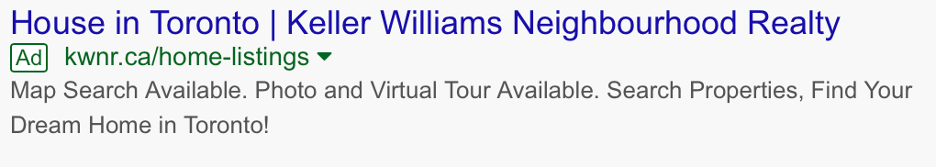 House in Toronto | Keller Williams Neighbourhood Realty
Ad kwnr.ca/home-listings
Map Search Available. Photo and Virtual Tour Available. Search Properties, Find Your
Dream Home in Toronto!